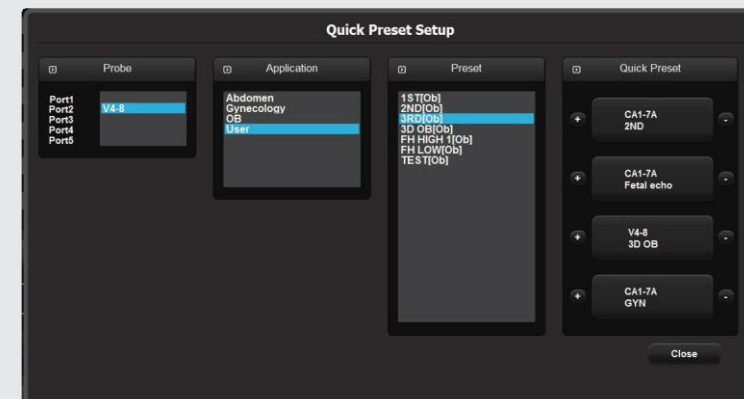 Quick Preset Setup
Probe
Port1
Port2 V4-8
Port3
Port4
Port5
Application
Abdomen
Gynecology
OB
User
Preset
1ST[Ob]
2ND[Ob]
3RD[Ob]
3D OB[Ob]
FH HIGH 1[Ob]
FH LOW[Ob]
TEST[Ob]
Quick Preset
+ CA1-7A -
2ND
+ CA1-7A -
Fetal echo
+ V4-8 -
3D OB
+ CA1-7A -
GYN
Close